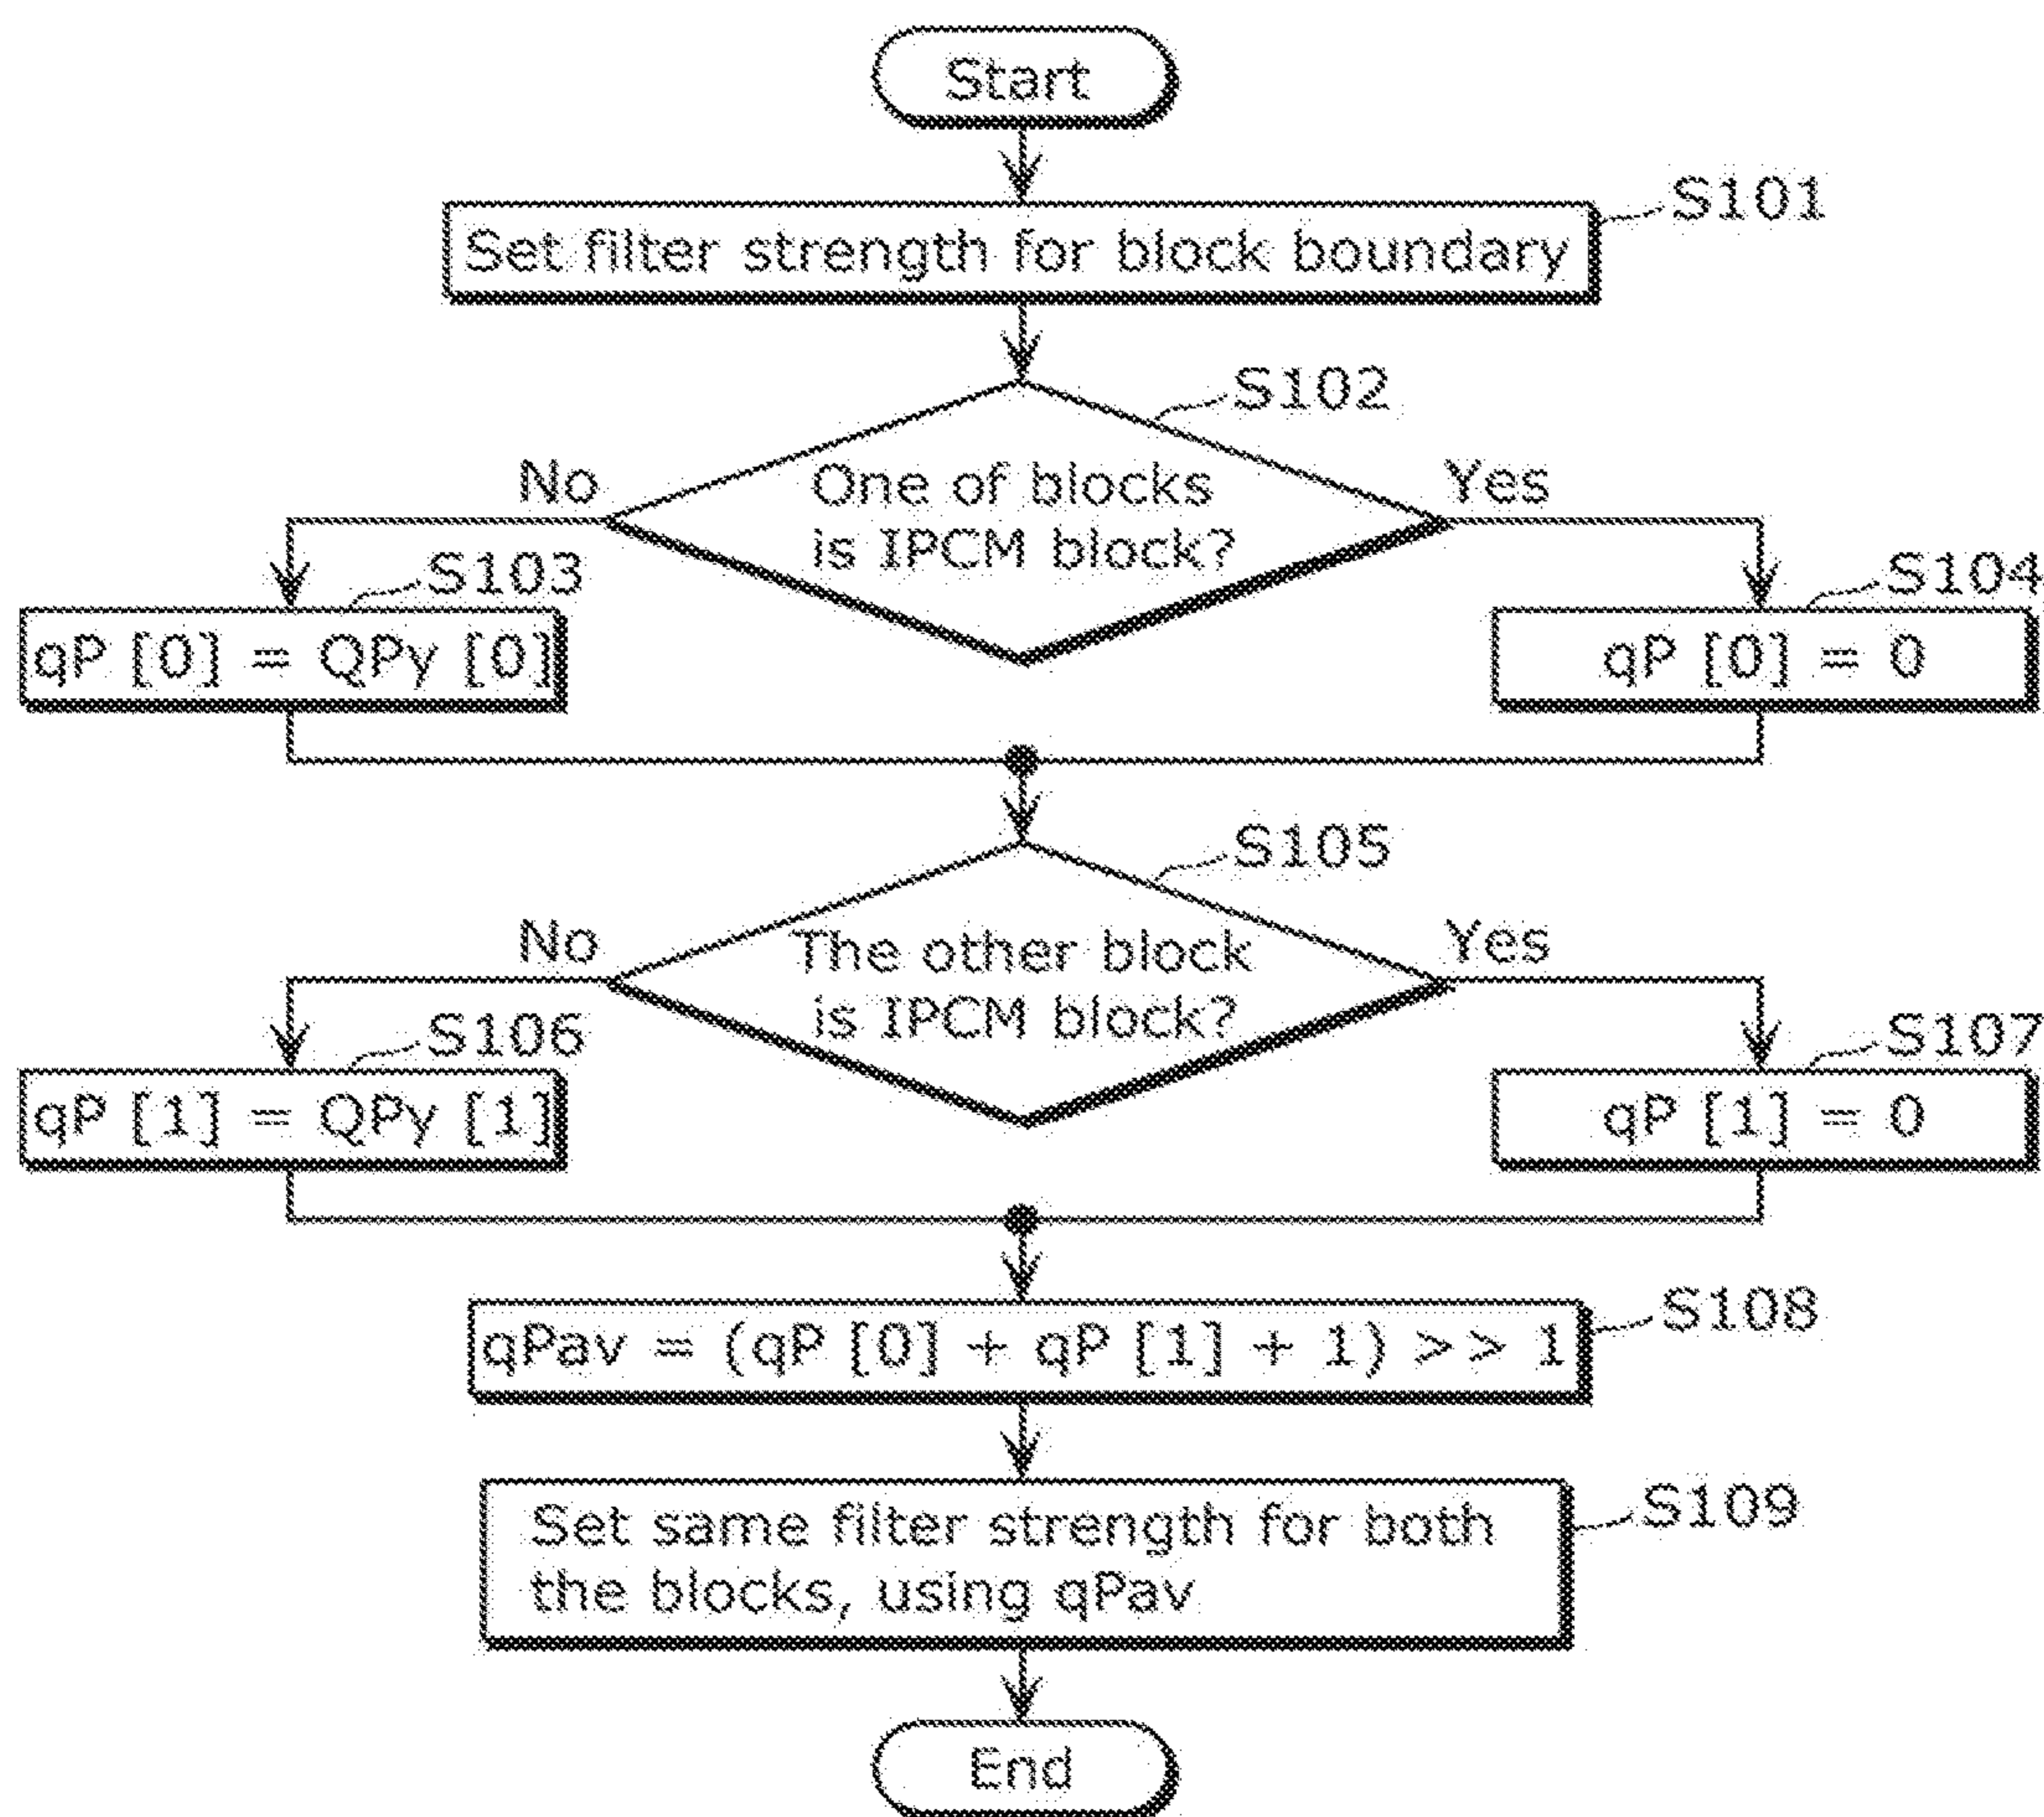 Start
S101
Set filter strength for block boundary
S102
No
One of blocks
is IPCM block?
Yes
S103
qP [0] = QPy [0]
S104
qP [0] = 0
S105
No
The other block
is IPCM block?
Yes
S106
qP [1] = QPy [1]
S107
qP [1] = 0
S108
qPav = (qP [0] + qP [1] + 1) > > 1
S109
Set same filter strength for both
the blocks, using qPav
End